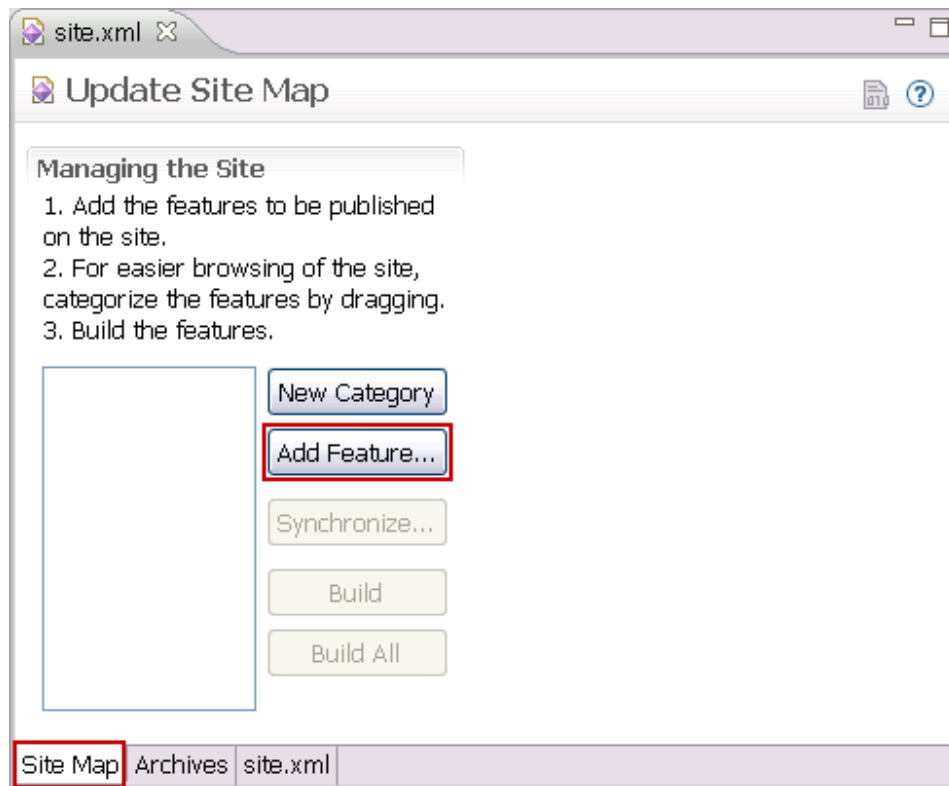 site.xml
Update Site Map
Managing the Site
1. Add the features to be published
on the site.
2. For easier browsing of the site,
categorize the features by dragging.
3. Build the features.
New Category
Add Feature...
Synchronize...
Build
Build All
Site Map Archives site.xml